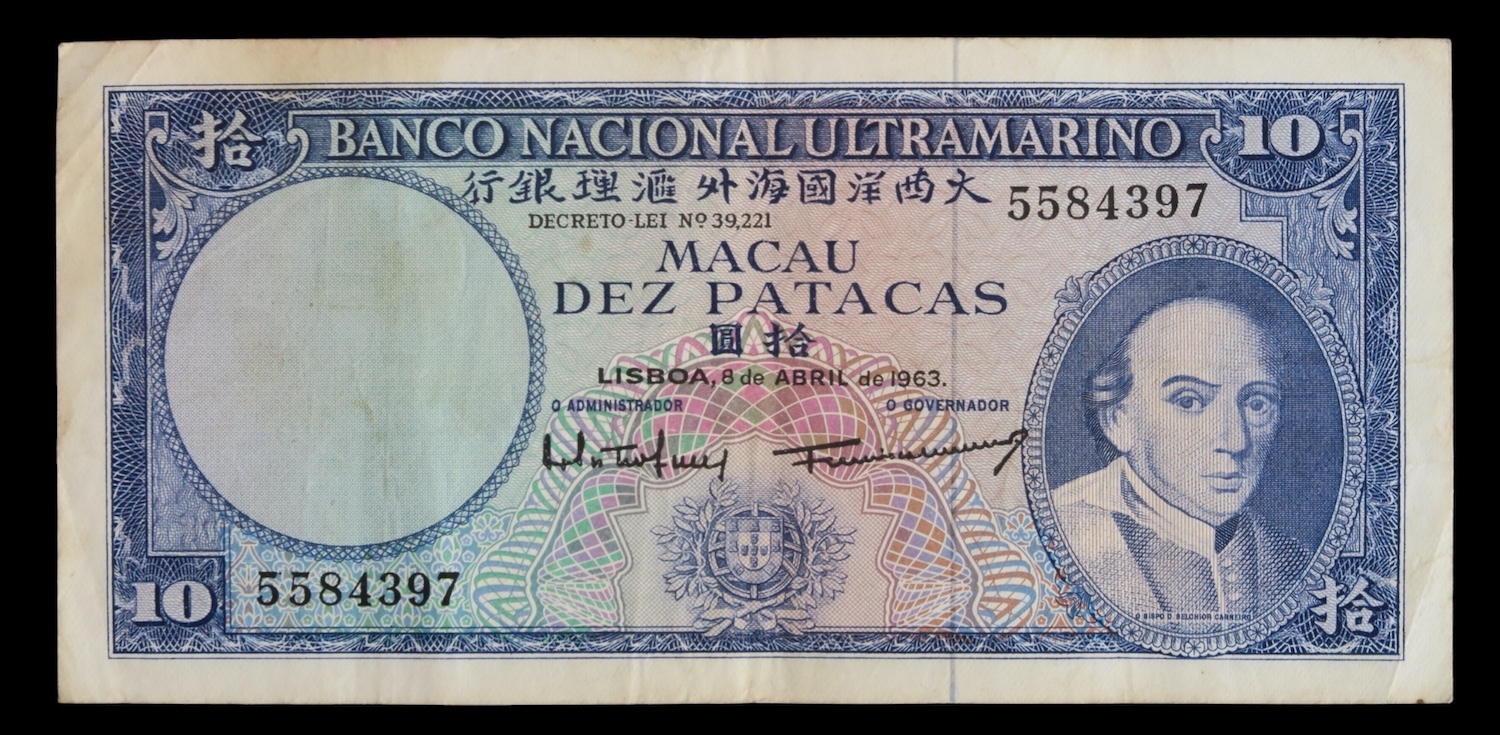 拾 BANCO NACIONAL ULTRAMARINO 10
大西洋國海外滙理銀行
5584397
DECRETO-LEI Nº 39,221
MACAU
DEZ PATACAS
拾圓
LISBOA, 8 de ABRIL de 1963.
O ADMINISTRADOR O GOVERNADOR
10 5584397
O BISPO D. BELCHIOR CARNEIRO
拾